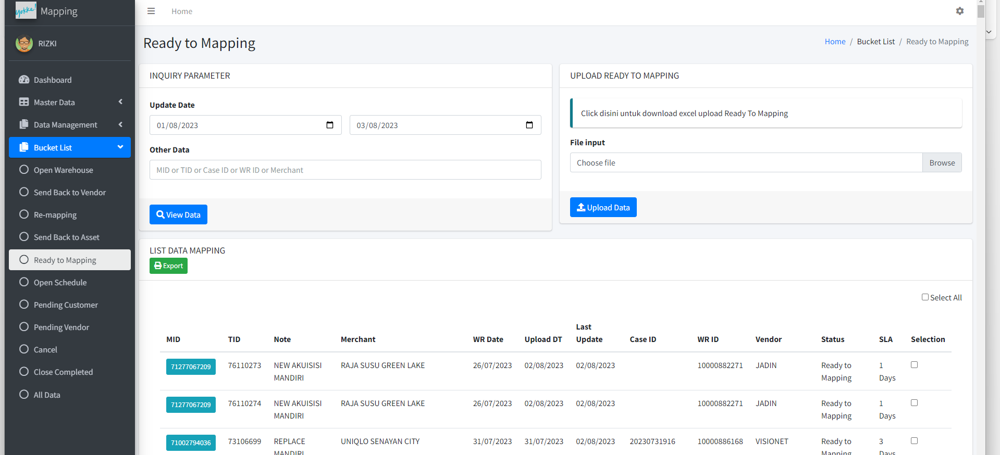 yokke!
Mapping
RIZKI
Dashboard
Master Data
Data Management
Bucket List
Open Warehouse
Send Back to Vendor
Re-mapping
Send Back to Asset
Ready to Mapping
Open Schedule
Pending Customer
Pending Vendor
Cancel
Close Completed
All Data
Home
Ready to Mapping
Home / Bucket List / Ready to Mapping
INQUIRY PARAMETER
Update Date
01/08/2023 03/08/2023
Other Data
MID or TID or Case ID or WR ID or Merchant
View Data
UPLOAD READY TO MAPPING
Click disini untuk download excel upload Ready To Mapping
File input
Choose file Browse
Upload Data
LIST DATA MAPPING
Export
Select All
MID TID Note Merchant WR Date Upload DT Last Update Case ID WR ID Vendor Status SLA Selection
71277067209 76110273 NEW AKUISISI MANDIRI RAJA SUSU GREEN LAKE 26/07/2023 02/08/2023 02/08/2023 10000882271 JADIN Ready to Mapping 1 Days
71277067209 76110274 NEW AKUISISI MANDIRI RAJA SUSU GREEN LAKE 26/07/2023 02/08/2023 02/08/2023 10000882271 JADIN Ready to Mapping 1 Days
71002794036 73106699 REPLACE MANDIRI UNIQLO SENAYAN CITY 31/07/2023 31/07/2023 02/08/2023 20230731916 10000886168 VISIONET Ready to Mapping 3 Days